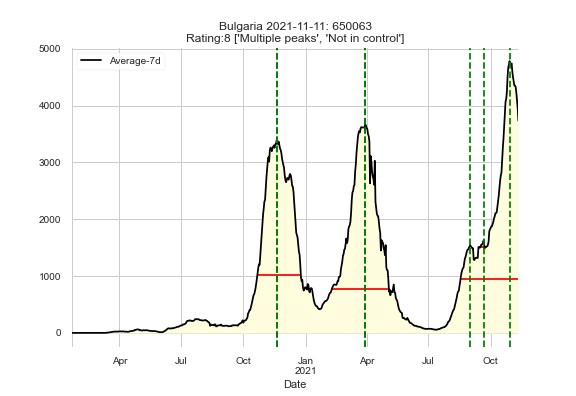 Bulgaria 2021-11-11: 650063
Rating:8 ['Multiple peaks', 'Not in control']
Average-7d
5000
4000
3000
2000
1000
0
Apr Jul Oct Jan Apr Jul Oct
2021
Date